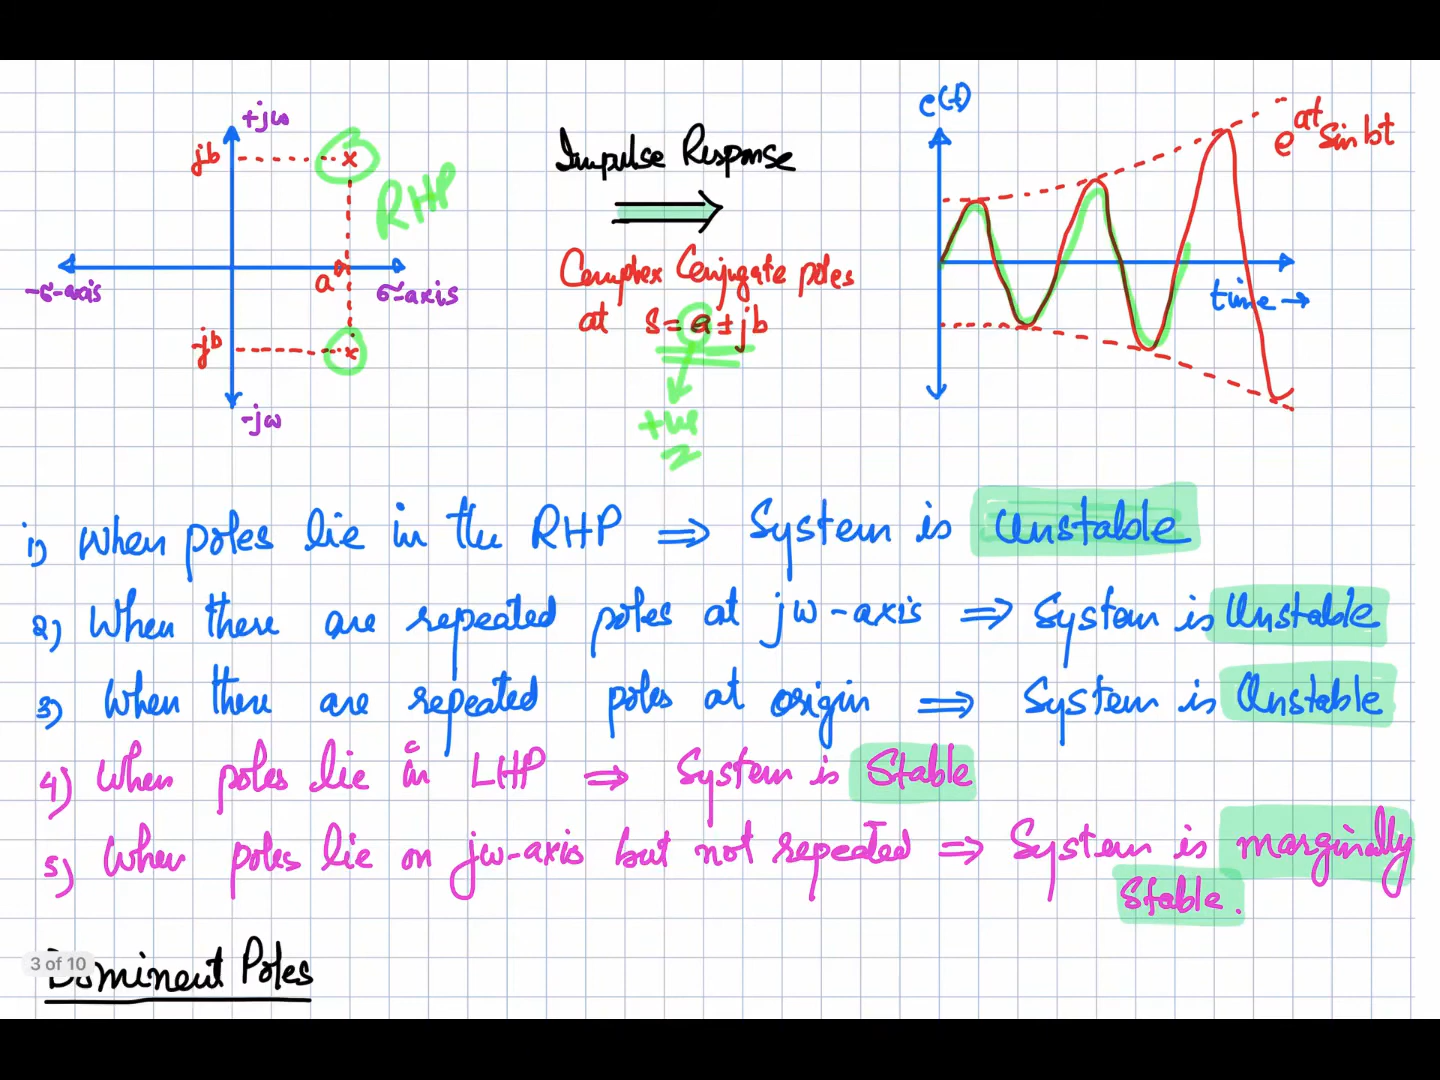 +jω
jb
RHP
-σ-axis
a
σ-axis
-jb
-jω
Impulse Response
Complex Conjugate poles
at s = a ± jb
+ve
c(t)
e^at sin bt
time →
1) When poles lie in the RHP ⇒ System is Unstable
2) When there are repeated poles at jw-axis ⇒ System is Unstable
3) When there are repeated poles at origin ⇒ System is Unstable
4) When poles lie in LHP ⇒ System is Stable
5) When poles lie on jw-axis but not repeated ⇒ System is marginally
Stable.
3 of 10
Dominent Poles